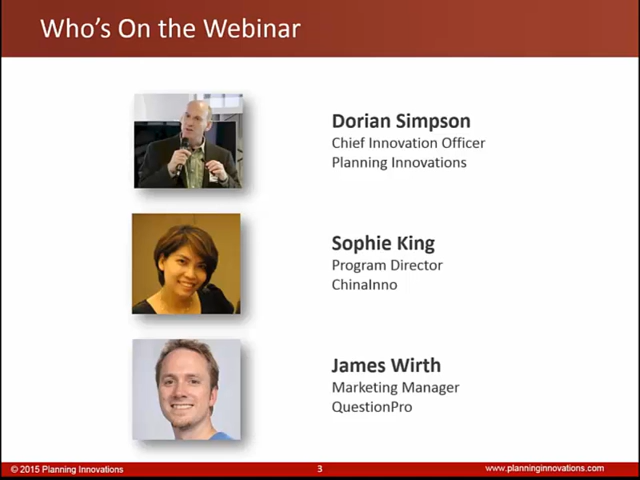 Who's On the Webinar
Dorian Simpson
Chief Innovation Officer
Planning Innovations
Sophie King
Program Director
ChinaInno
James Wirth
Marketing Manager
QuestionPro
© 2015 Planning Innovations
3
www.planninginnovations.com